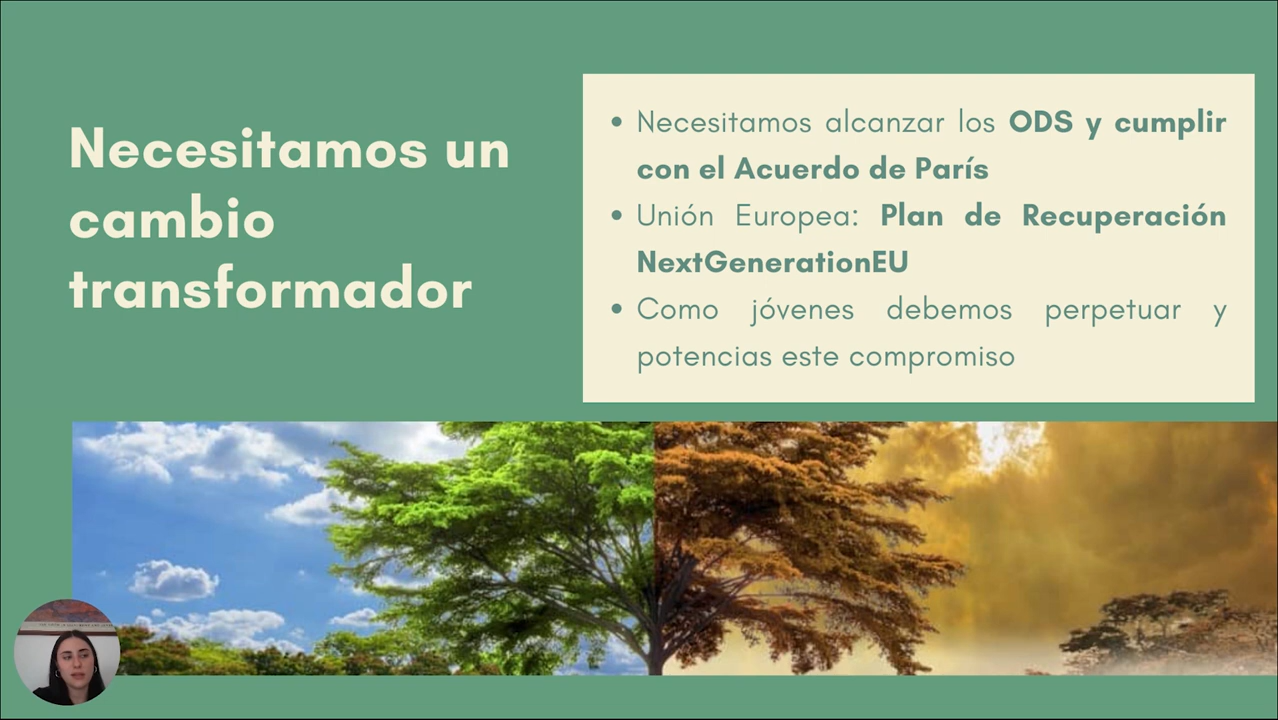 Necesitamos un
cambio
transformador
• Necesitamos alcanzar los ODS y cumplir
con el Acuerdo de París
• Unión Europea: Plan de Recuperación
NextGenerationEU
• Como jóvenes debemos perpetuar y
potencias este compromiso